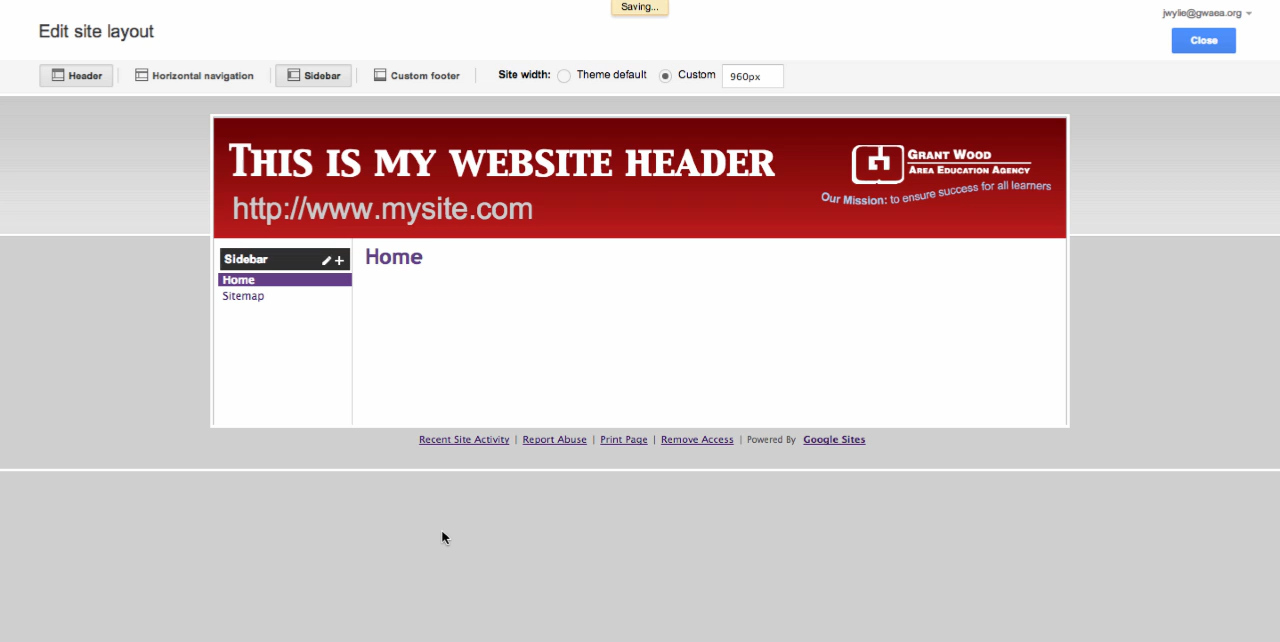 Saving...
jwylie@gwaea.org
Edit site layout
Close
Header Horizontal navigation Sidebar Custom footer Site width: Theme default Custom 960px
THIS IS MY WEBSITE HEADER
http://www.mysite.com
GRANT WOOD
AREA EDUCATION AGENCY
Our Mission: to ensure success for all learners
Sidebar
Home
Sitemap
Home
Recent Site Activity | Report Abuse | Print Page | Remove Access | Powered By Google Sites